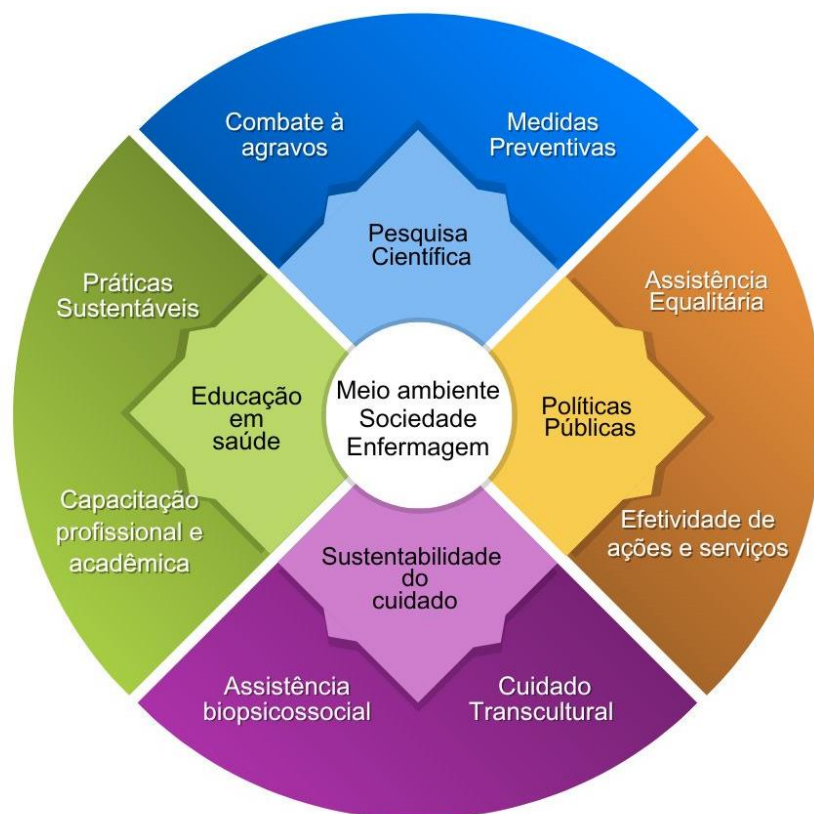 Combate à
agravos
Medidas
Preventivas
Pesquisa
Científica
Práticas
Sustentáveis
Assistência
Equalitária
Educação
em
saúde
Meio ambiente
Sociedade
Enfermagem
Políticas
Públicas
Capacitação
profissional e
acadêmica
Efetividade de
ações e serviços
Sustentabilidade
do
cuidado
Assistência
biopsicossocial
Cuidado
Transcultural